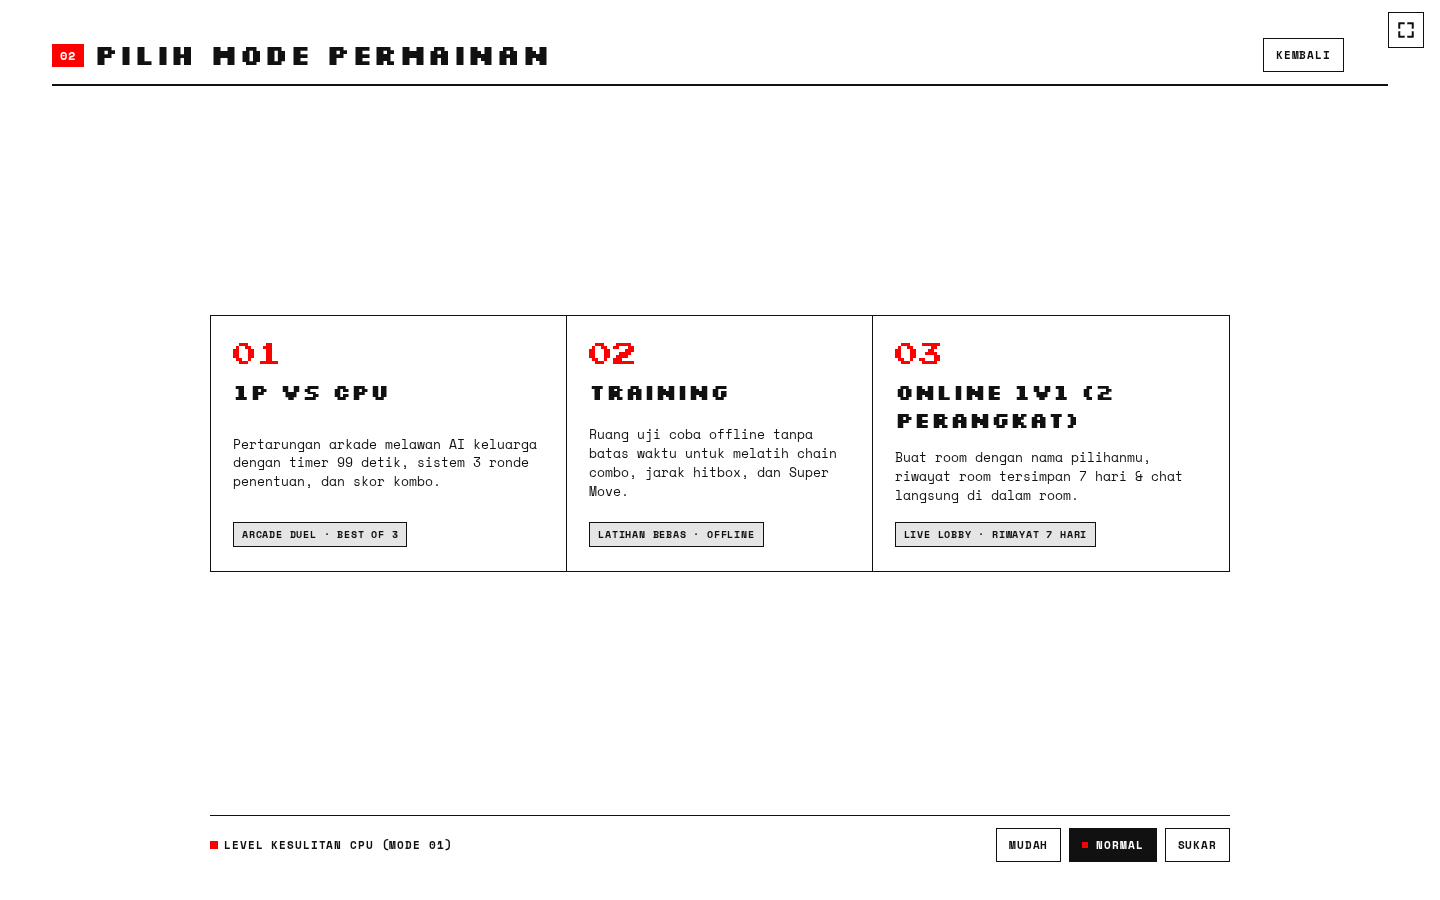 02 PILIH MODE PERMAINAN
KEMBALI
01
1P VS CPU
Pertarungan arkade melawan AI keluarga
dengan timer 99 detik, sistem 3 ronde
penentuan, dan skor kombo.
ARCADE DUEL · BEST OF 3
02
TRAINING
Ruang uji coba offline tanpa
batas waktu untuk melatih chain
combo, jarak hitbox, dan Super
Move.
LATIHAN BEBAS · OFFLINE
03
ONLINE 1V1 (2
PERANGKAT)
Buat room dengan nama pilihanmu,
riwayat room tersimpan 7 hari & chat
langsung di dalam room.
LIVE LOBBY · RIWAYAT 7 HARI
LEVEL KESULITAN CPU (MODE 01)
MUDAH
NORMAL
SUKAR